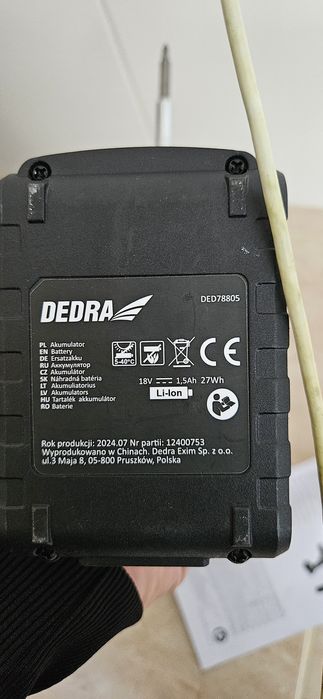 DEDRA
DED78805
PL Akumulator
EN Battery
DE Ersatzakku
RU Аккумулятор
CZ Akumulátor
SK Náhradná batéria
LT Akumuliatorius
LV Akumulators
HU Tartalék akkumulátor
RO Baterie
5-40°C
18V ⎓ 1,5Ah 27Wh
Li-Ion
Rok produkcji: 2024.07 Nr partii: 12400753
Wyprodukowano w Chinach. Dedra Exim Sp. z o.o.
ul.3 Maja 8, 05-800 Pruszków, Polska